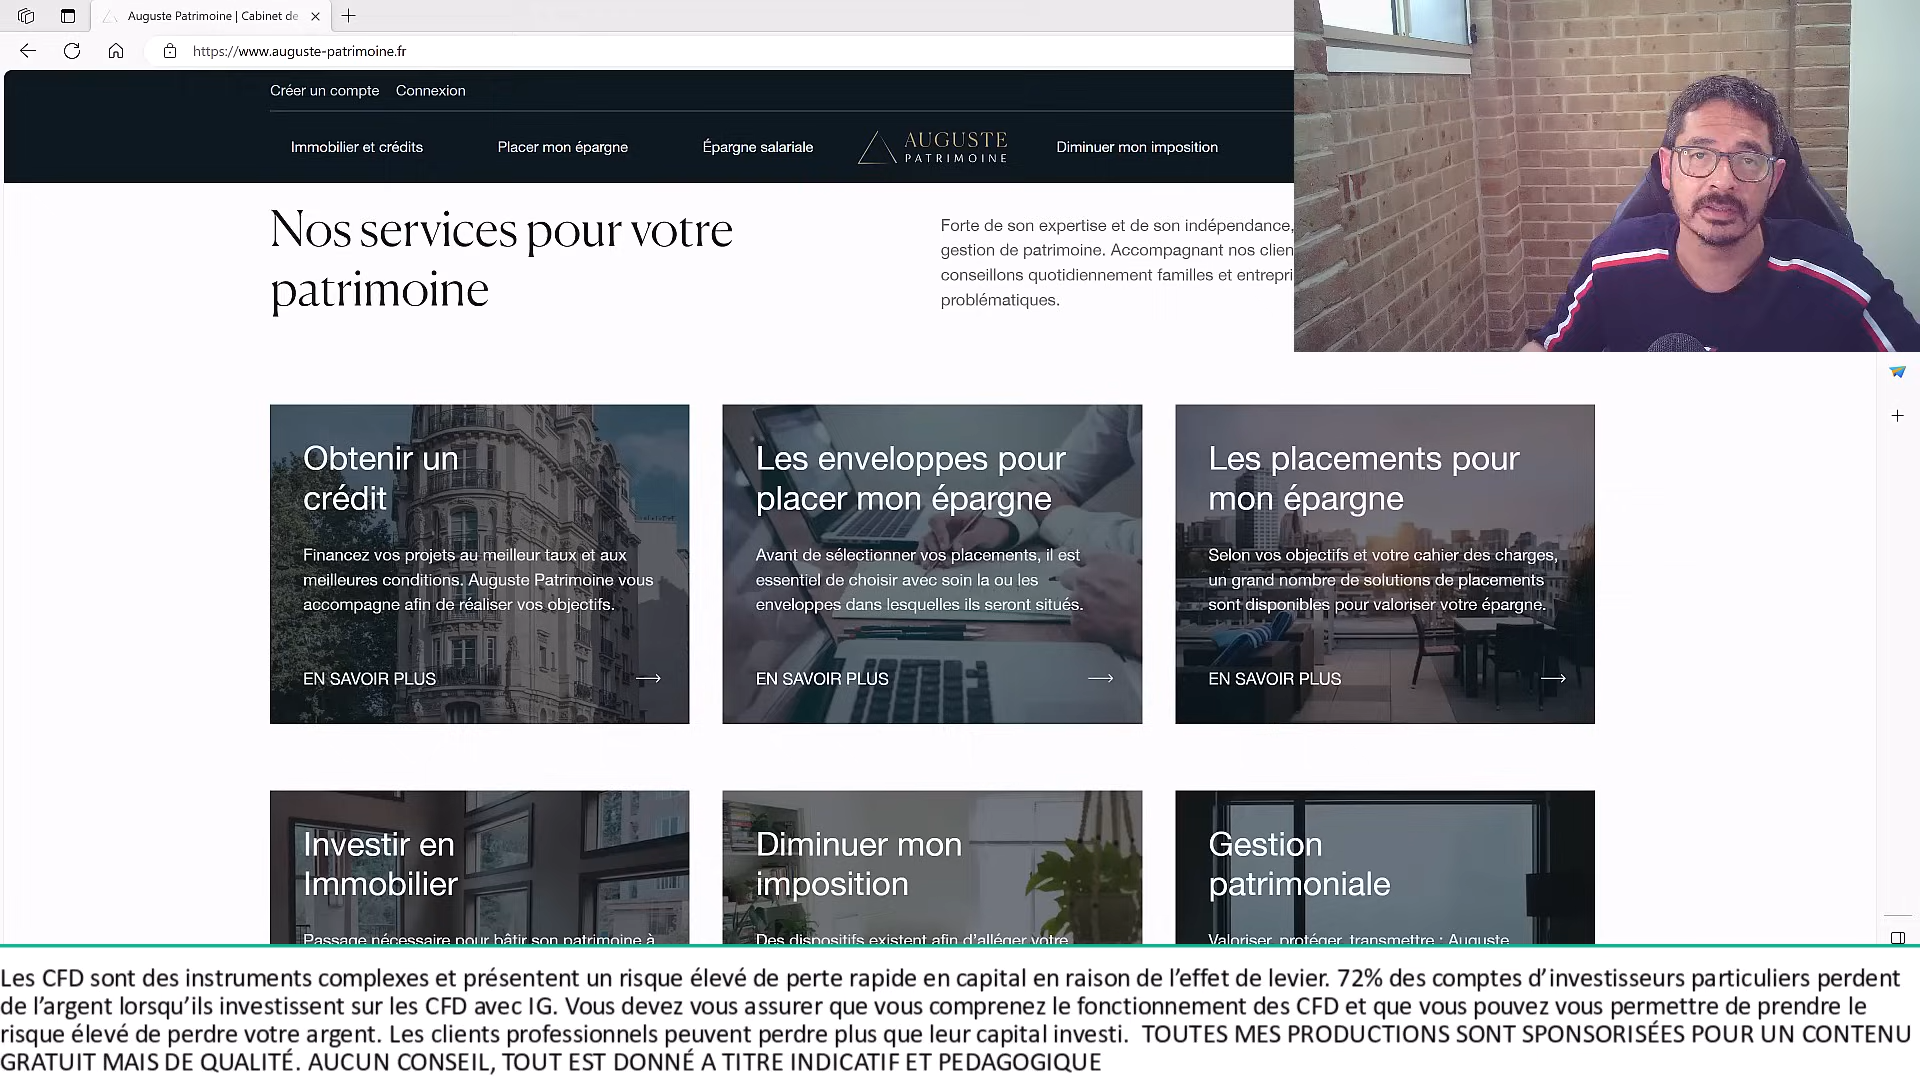 Auguste Patrimoine | Cabinet de
https://www.auguste-patrimoine.fr
Créer un compte Connexion
Immobilier et crédits Placer mon épargne Épargne salariale AUGUSTE PATRIMOINE Diminuer mon imposition
Nos services pour votre
patrimoine
Forte de son expertise et de son indépendance,
gestion de patrimoine. Accompagnant nos clien
conseillons quotidiennement familles et entrepri
problématiques.
Obtenir un
crédit
Financez vos projets au meilleur taux et aux
meilleures conditions. Auguste Patrimoine vous
accompagne afin de réaliser vos objectifs.
EN SAVOIR PLUS
Les enveloppes pour
placer mon épargne
Avant de sélectionner vos placements, il est
essentiel de choisir avec soin la ou les
enveloppes dans lesquelles ils seront situés.
EN SAVOIR PLUS
Les placements pour
mon épargne
Selon vos objectifs et votre cahier des charges,
un grand nombre de solutions de placements
sont disponibles pour valoriser votre épargne.
EN SAVOIR PLUS
Investir en
Immobilier
Passage nécessaire pour bâtir son patrimoine à
Diminuer mon
imposition
Des dispositifs existent afin d'alléger votre
Gestion
patrimoniale
Valoriser, protéger, transmettre : Auguste
Les CFD sont des instruments complexes et présentent un risque élevé de perte rapide en capital en raison de l'effet de levier. 72% des comptes d'investisseurs particuliers perdent
de l'argent lorsqu'ils investissent sur les CFD avec IG. Vous devez vous assurer que vous comprenez le fonctionnement des CFD et que vous pouvez vous permettre de prendre le
risque élevé de perdre votre argent. Les clients professionnels peuvent perdre plus que leur capital investi. TOUTES MES PRODUCTIONS SONT SPONSORISÉES POUR UN CONTENU
GRATUIT MAIS DE QUALITÉ. AUCUN CONSEIL, TOUT EST DONNÉ A TITRE INDICATIF ET PEDAGOGIQUE